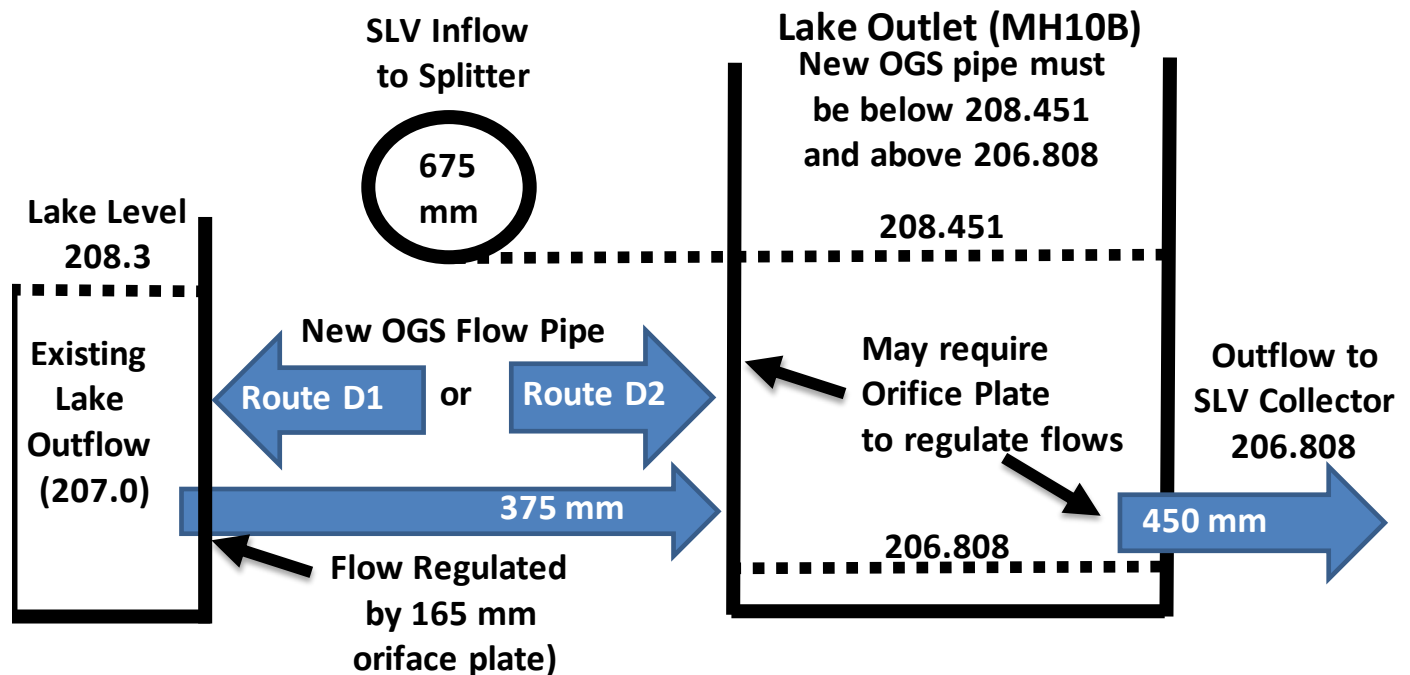 SLV Inflow
to Splitter
675
mm
Lake Outlet (MH10B)
New OGS pipe must
be below 208.451
and above 206.808
208.451
Lake Level
208.3
Existing
Lake
Outflow
(207.0)
New OGS Flow Pipe
Route D1
or
Route D2
375 mm
Flow Regulated
by 165 mm
oriface plate)
May require
Orifice Plate
to regulate flows
206.808
Outflow to
SLV Collector
206.808
450 mm